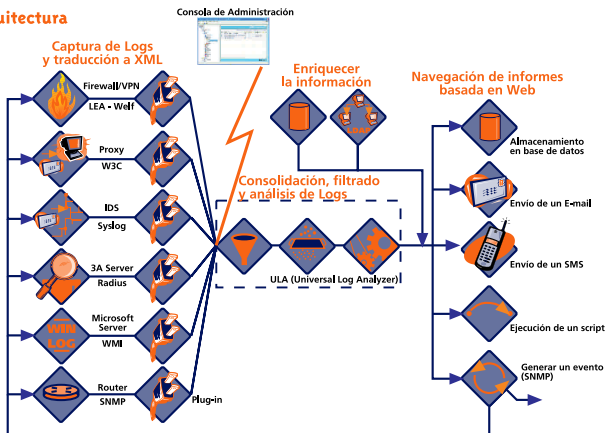 uitectura
Consola de Administración
Captura de Logs
y traducción a XML
Firewall/VPN
LEA - Welf
Proxy
W3C
IDS
Syslog
3A Server
Radius
WIN
LOG
Microsoft
Server
WMI
Router
SNMP
Plug-in
Enriquecer
la información
LDAP
Consolidación, filtrado
y análisis de Logs
ULA (Universal Log Analyzer)
Navegación de informes
basada en Web
Almacenamiento
en base de datos
Envío de un E-mail
Envío de un SMS
Ejecución de un script
Generar un evento
(SNMP)